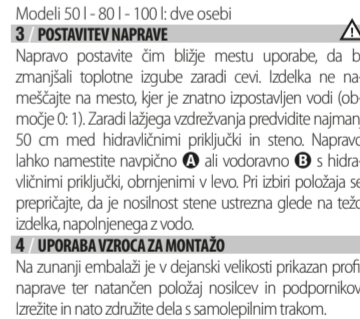 Modeli 50 l - 80 l - 100 l: dve osebi
3 / POSTAVITEV NAPRAVE
Napravo postavite čim bližje mestu uporabe, da b
zmanjšali toplotne izgube zaradi cevi. Izdelka ne na-
meščajte na mesto, kjer je znatno izpostavljen vodi (ob-
močje 0: 1). Zaradi lažjega vzdrževanja predvidite najmanj
50 cm med hidravličnimi priključki in steno. Napravo
lahko namestite navpično A ali vodoravno B s hidra-
vličnimi priključki, obrnjenimi v levo. Pri izbiri položaja se
prepričajte, da je nosilnost stene ustrezna glede na težo
izdelka, napolnjenega z vodo.
4 / UPORABA VZROCA ZA MONTAŽO
Na zunanji embalaži je v dejanski velikosti prikazan profi
naprave ter natančen položaj nosilcev in podpornikov
Izrežite in nato združite dela s samolepilnim trakom.